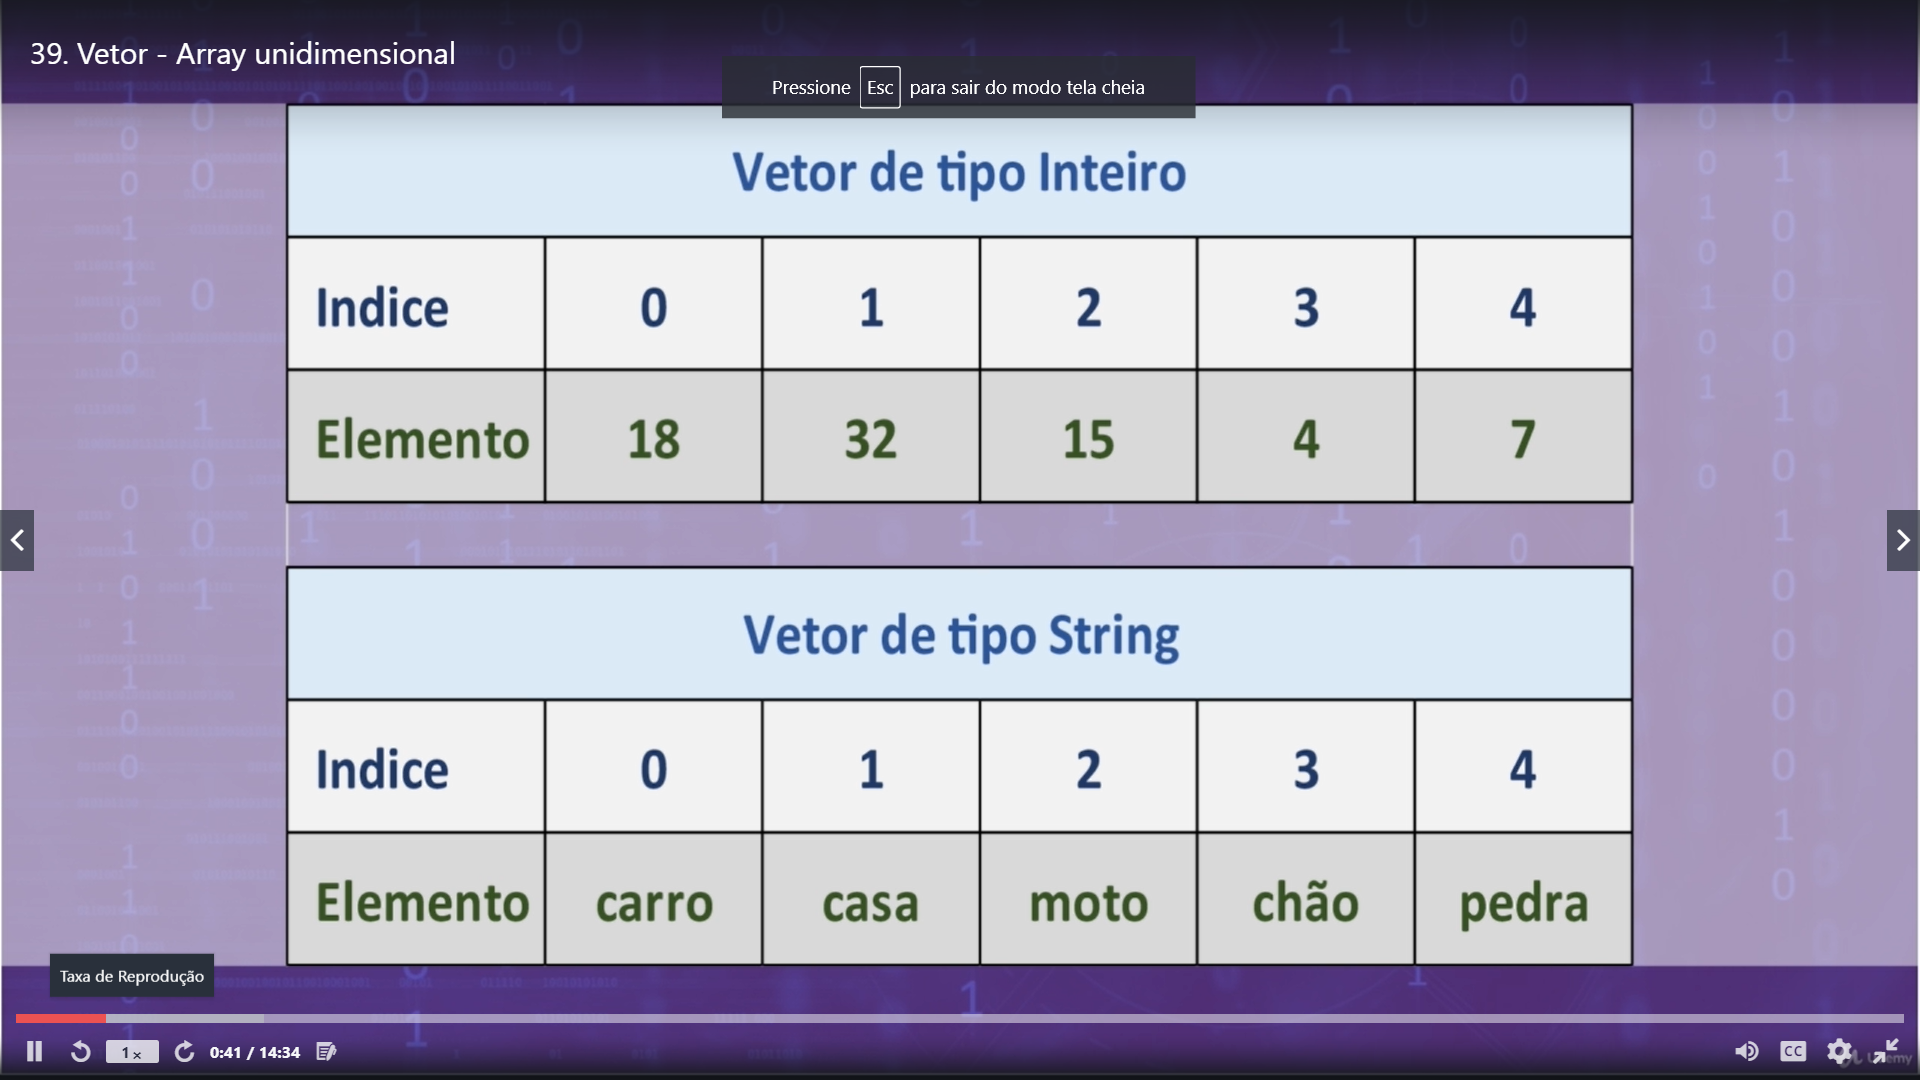 39. Vetor - Array unidimensional
Pressione Esc para sair do modo tela cheia
Vetor de tipo Inteiro
Indice 0 1 2 3 4
Elemento 18 32 15 4 7
Vetor de tipo String
Indice 0 1 2 3 4
Elemento carro casa moto chão pedra
Taxa de Reprodução
1x 0:41 / 14:34 CC